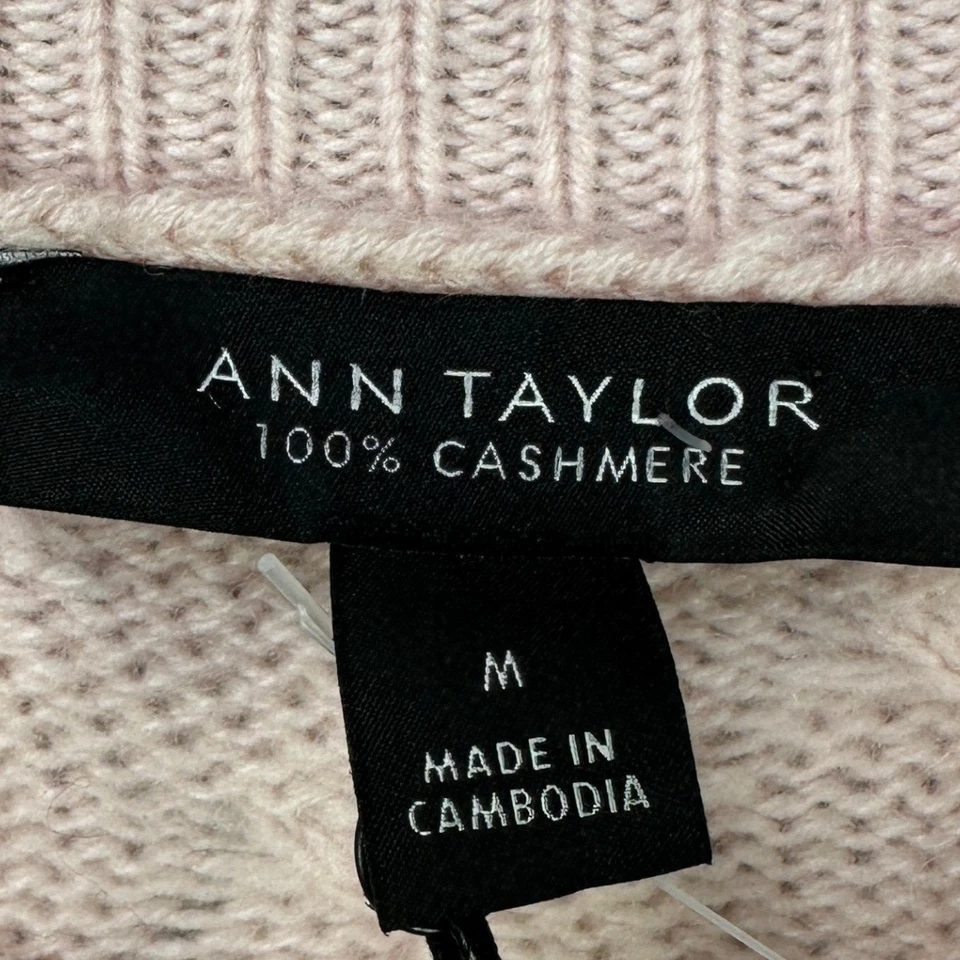 ANN TAYLOR
100% CASHMERE
M
MADE IN
CAMBODIA